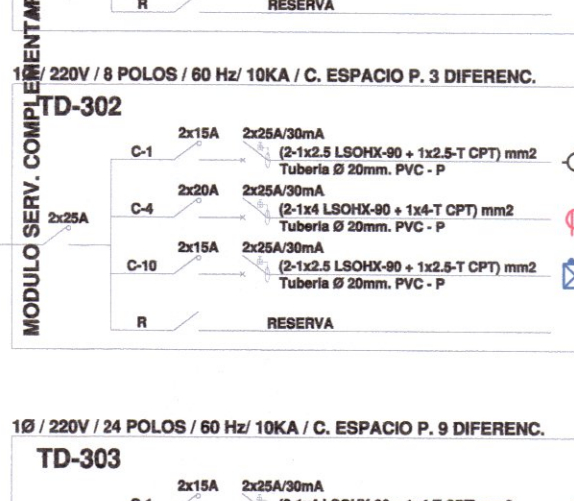 R RESERVA
1Ø/ 220V / 8 POLOS / 60 Hz/ 10KA / C. ESPACIO P. 3 DIFERENC.
MODULO SERV. COMPLEMENTAR
TD-302
2x25A
2x15A 2x25A/30mA
C-1 (2-1x2.5 LSOHX-90 + 1x2.5-T CPT) mm2
Tuberia Ø 20mm. PVC - P
2x20A 2x25A/30mA
C-4 (2-1x4 LSOHX-90 + 1x4-T CPT) mm2
Tuberia Ø 20mm. PVC - P
2x15A 2x25A/30mA
C-10 (2-1x2.5 LSOHX-90 + 1x2.5-T CPT) mm2
Tuberia Ø 20mm. PVC - P
R RESERVA
1Ø / 220V / 24 POLOS / 60 Hz/ 10KA / C. ESPACIO P. 9 DIFERENC.
TD-303
2x15A 2x25A/30mA